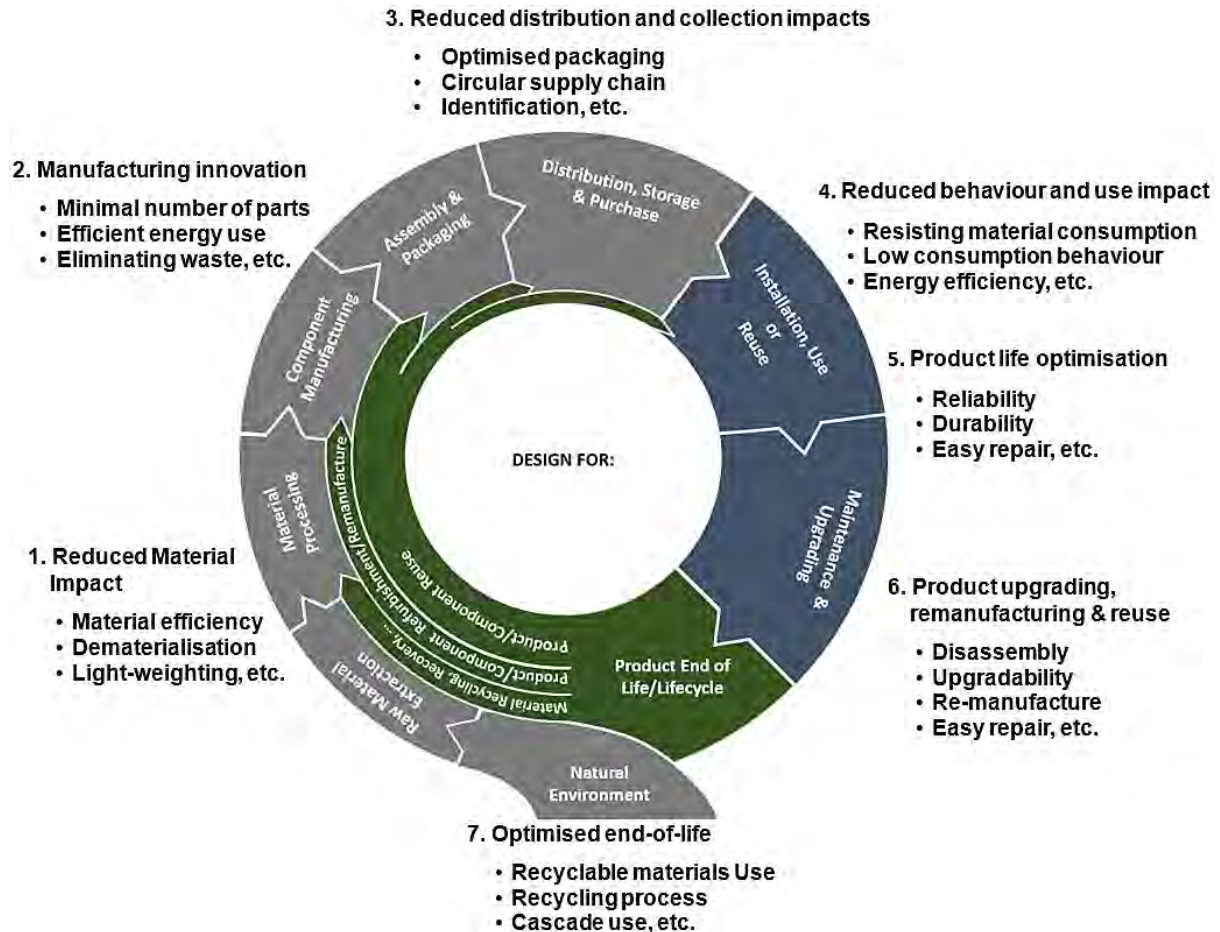 3. Reduced distribution and collection impacts
• Optimised packaging
• Circular supply chain
• Identification, etc.
2. Manufacturing innovation
• Minimal number of parts
• Efficient energy use
• Eliminating waste, etc.
4. Reduced behaviour and use impact
• Resisting material consumption
• Low consumption behaviour
• Energy efficiency, etc.
5. Product life optimisation
• Reliability
• Durability
• Easy repair, etc.
1. Reduced Material
Impact
• Material efficiency
• Dematerialisation
• Light-weighting, etc.
6. Product upgrading,
remanufacturing & reuse
• Disassembly
• Upgradability
• Re-manufacture
• Easy repair, etc.
7. Optimised end-of-life
• Recyclable materials Use
• Recycling process
• Cascade use, etc.
DESIGN FOR:
Natural
Environment
Raw Material
Extraction
Material
Processing
Component
Manufacturing
Assembly &
Packaging
Distribution, Storage
& Purchase
Installation, Use
or
Reuse
Maintenance &
Upgrading
Product End of
Life/Lifecycle
Product/Component Reuse
Product/Component Refurbishment/Remanufacture
Material Recycling, Recovery, ...